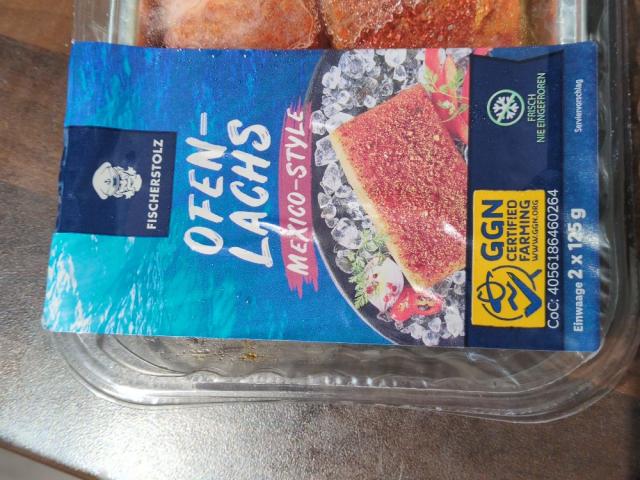 FISCHERSTOLZ
OFEN-
LACHS
MEXICO-STYLE
FRISCH
NIE EINGEFROREN
Serviervorschlag
GGN
CERTIFIED
FARMING
WWW.GGN.ORG
CoC: 4056186460264
Einwaage 2 x 125 g